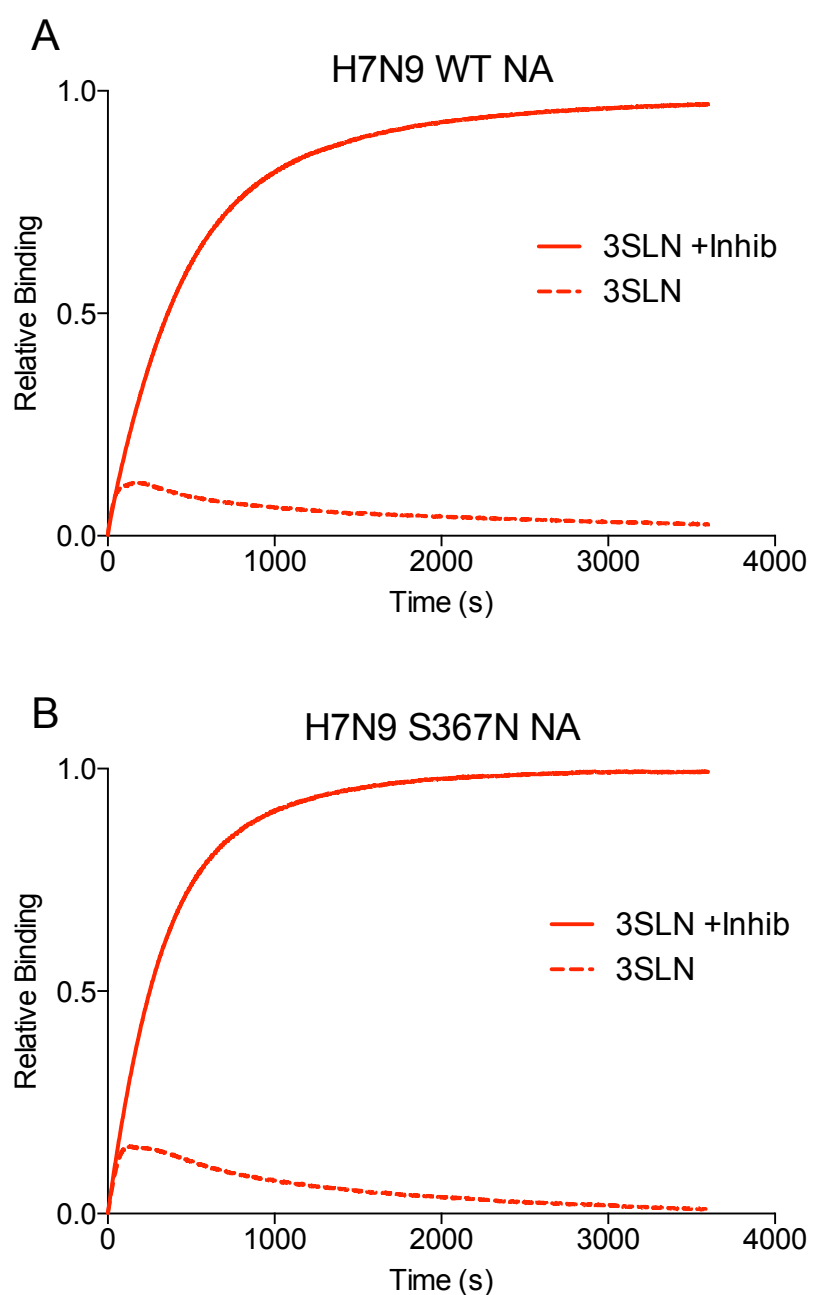 A
H7N9 WT NA
1.0
0.5
0.0
Relative Binding
3SLN +Inhib
3SLN
0 1000 2000 3000 4000
Time (s)
B
H7N9 S367N NA
1.0
0.5
0.0
Relative Binding
3SLN +Inhib
3SLN
0 1000 2000 3000 4000
Time (s)